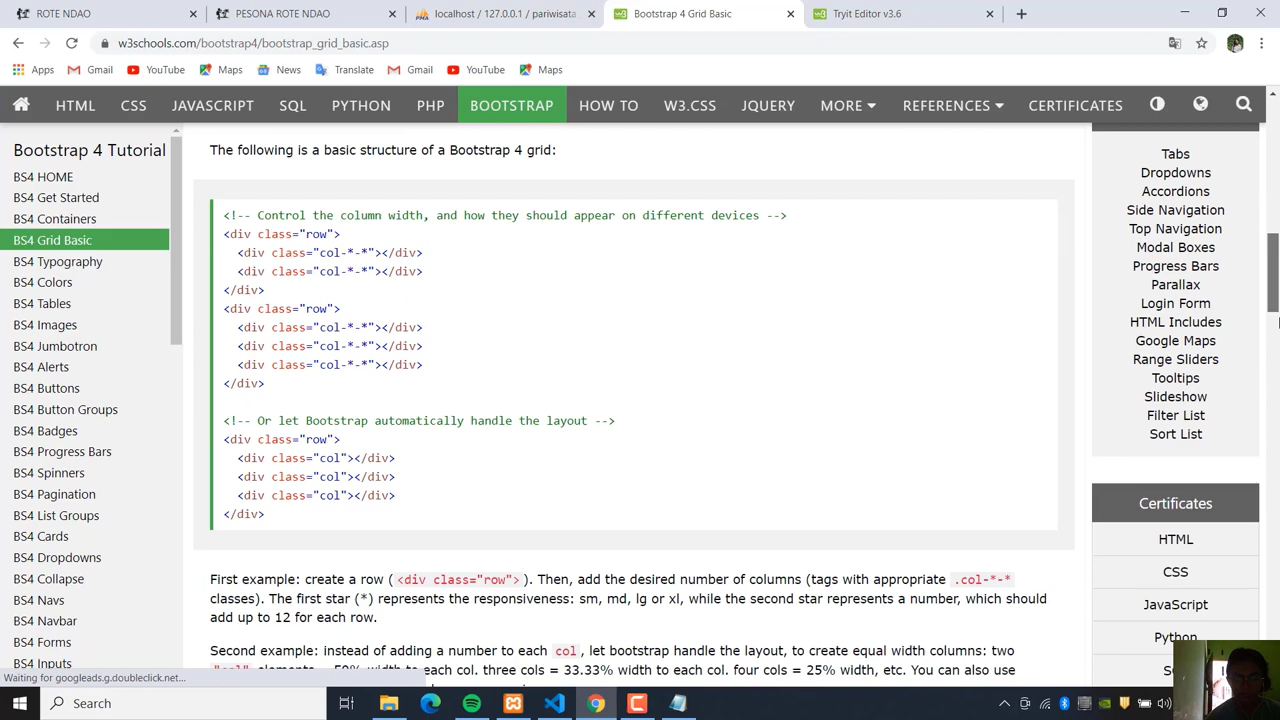 ROTE NDAO
PESONA ROTE NDAO
localhost / 127.0.0.1 / pariwisata
Bootstrap 4 Grid Basic
Tryit Editor v3.6
w3schools.com/bootstrap4/bootstrap_grid_basic.asp
Apps Gmail YouTube Maps News Translate Gmail YouTube Maps
HTML CSS JAVASCRIPT SQL PYTHON PHP BOOTSTRAP HOW TO W3.CSS JQUERY MORE REFERENCES CERTIFICATES
Bootstrap 4 Tutorial
BS4 HOME
BS4 Get Started
BS4 Containers
BS4 Grid Basic
BS4 Typography
BS4 Colors
BS4 Tables
BS4 Images
BS4 Jumbotron
BS4 Alerts
BS4 Buttons
BS4 Button Groups
BS4 Badges
BS4 Progress Bars
BS4 Spinners
BS4 Pagination
BS4 List Groups
BS4 Cards
BS4 Dropdowns
BS4 Collapse
BS4 Navs
BS4 Navbar
BS4 Forms
BS4 Inputs
The following is a basic structure of a Bootstrap 4 grid:
<!-- Control the column width, and how they should appear on different devices -->
<div class="row">
  <div class="col-*-*"></div>
  <div class="col-*-*"></div>
</div>
<div class="row">
  <div class="col-*-*"></div>
  <div class="col-*-*"></div>
  <div class="col-*-*"></div>
</div>
<!-- Or let Bootstrap automatically handle the layout -->
<div class="row">
  <div class="col"></div>
  <div class="col"></div>
  <div class="col"></div>
</div>
First example: create a row (<div class="row">). Then, add the desired number of columns (tags with appropriate .col-*-*
classes). The first star (*) represents the responsiveness: sm, md, lg or xl, while the second star represents a number, which should
add up to 12 for each row.
Second example: instead of adding a number to each col, let bootstrap handle the layout, to create equal width columns: two
"col" elements = 50% width to each col. three cols = 33.33% width to each col. four cols = 25% width, etc. You can also use
Tabs
Dropdowns
Accordions
Side Navigation
Top Navigation
Modal Boxes
Progress Bars
Parallax
Login Form
HTML Includes
Google Maps
Range Sliders
Tooltips
Slideshow
Filter List
Sort List
Certificates
HTML
CSS
JavaScript
Python
Waiting for googleads.g.doubleclick.net...
Search